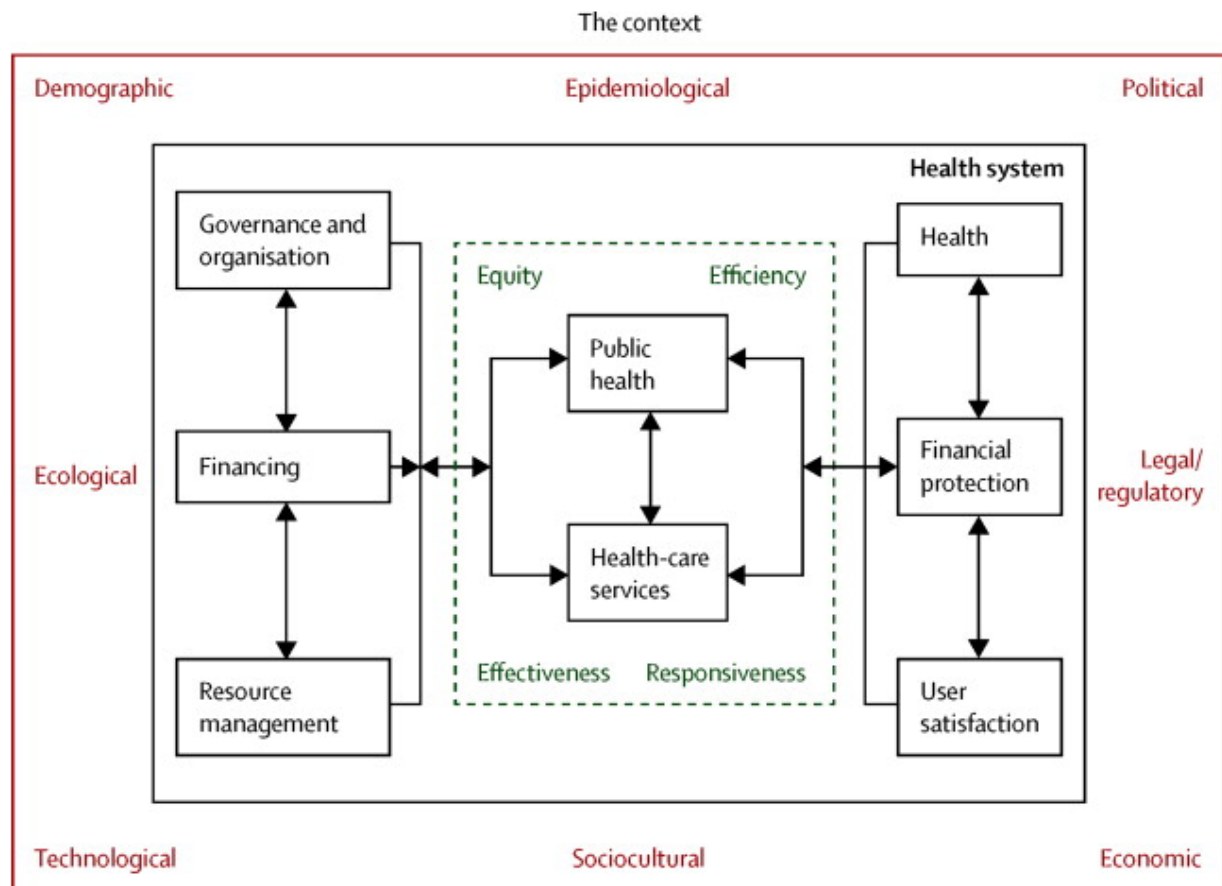 The context
Demographic
Epidemiological
Political
Health system
Governance and
organisation
Health
Equity
Efficiency
Public
health
Ecological
Financing
Financial
protection
Legal/
regulatory
Health-care
services
Effectiveness
Responsiveness
Resource
management
User
satisfaction
Technological
Sociocultural
Economic